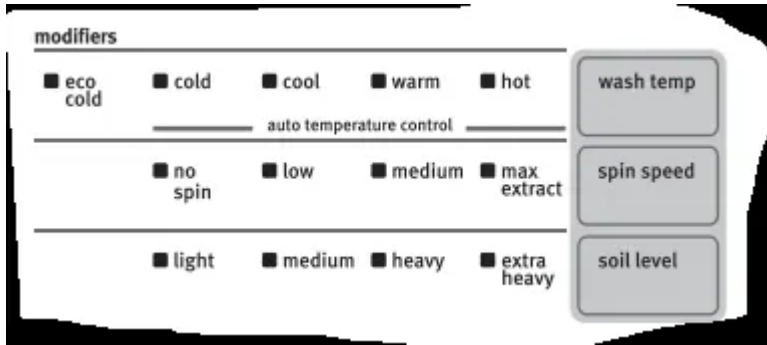 modifiers
eco cold
cold
cool
warm
hot
wash temp
auto temperature control
no spin
low
medium
max extract
spin speed
light
medium
heavy
extra heavy
soil level